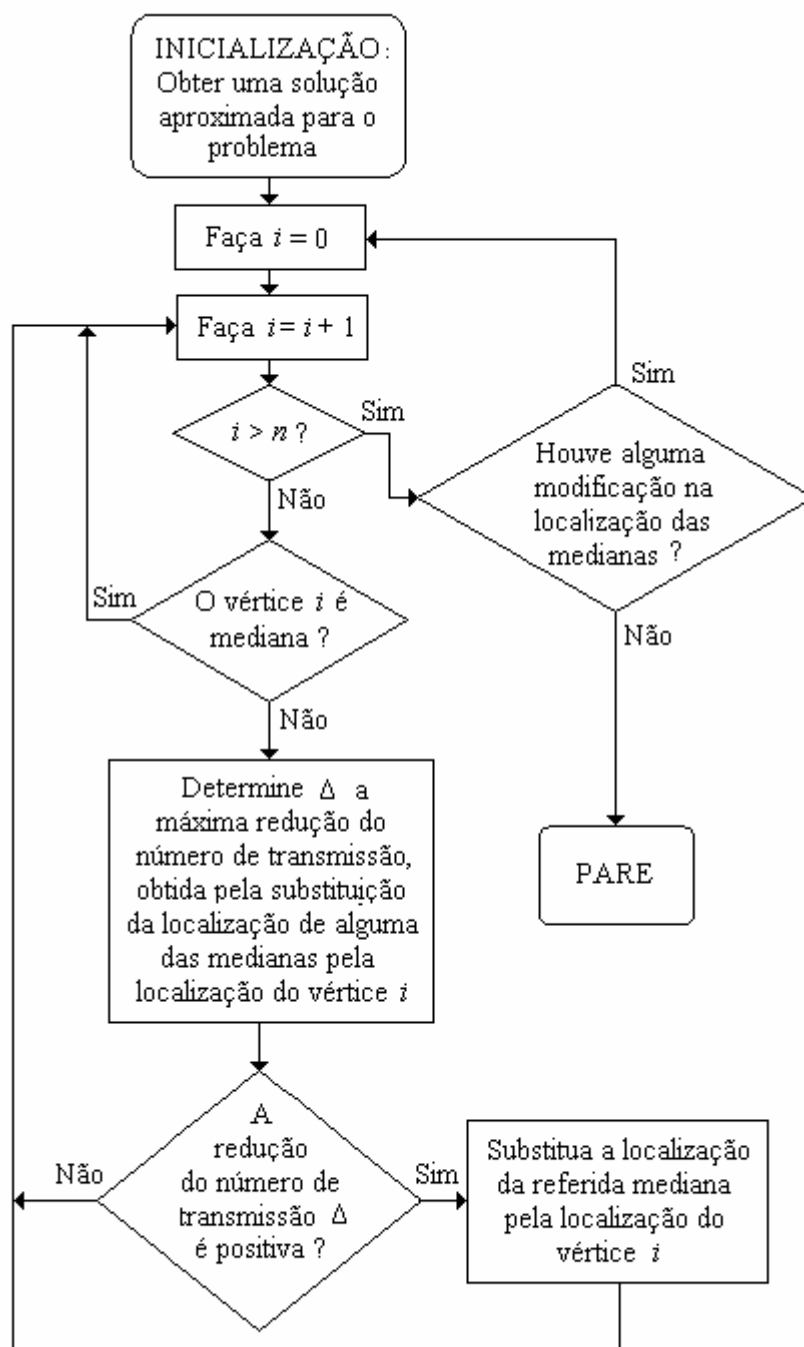 INICIALIZAÇÃO:
Obter uma solução
aproximada para o
problema
Faça i = 0
Faça i = i + 1
i > n ?
Sim
Não
Sim
Houve alguma
modificação na
localização das
medianas ?
Não
PARE
Sim
O vértice i é
mediana ?
Não
Determine Δ a
máxima redução do
número de transmissão,
obtida pela substituição
da localização de alguma
das medianas pela
localização do vértice i
A
redução
do número de
transmissão Δ
é positiva ?
Não
Sim
Substitua a localização
da referida mediana
pela localização do
vértice i